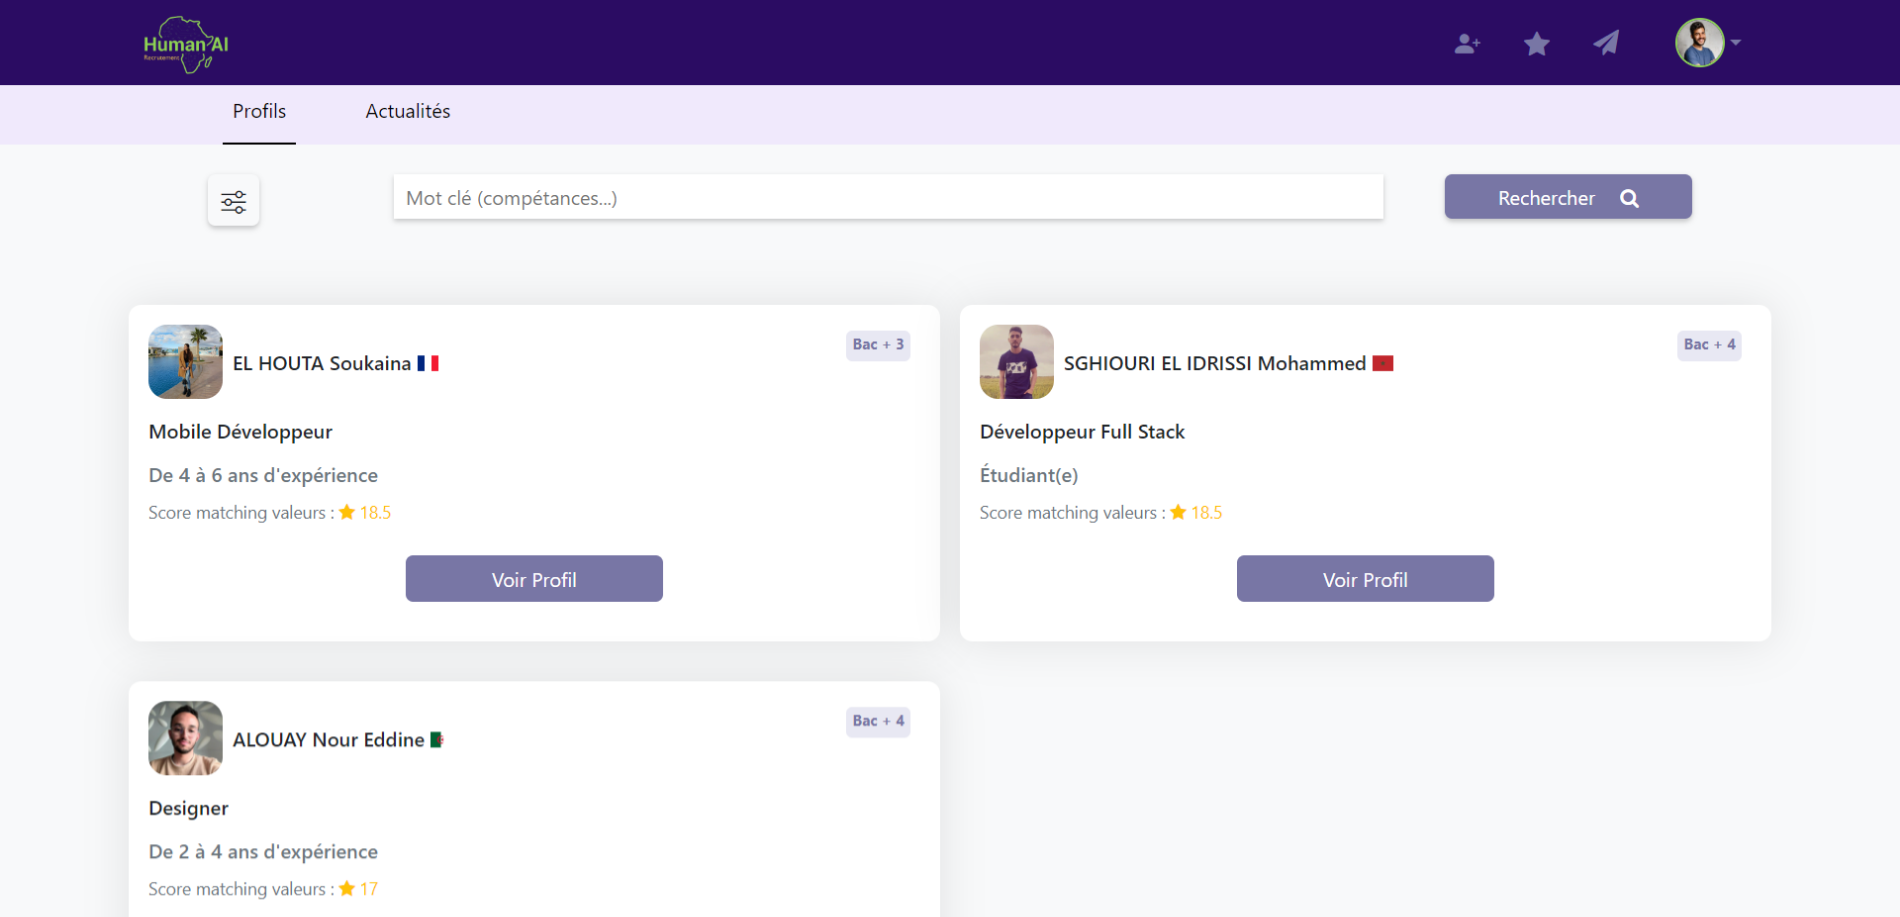 Human AI
Recrutement
Profils
Actualités
Mot clé (compétances...)
Rechercher
EL HOUTA Soukaina
Bac + 3
Mobile Développeur
De 4 à 6 ans d'expérience
Score matching valeurs : 18.5
Voir Profil
SGHIOURI EL IDRISSI Mohammed
Bac + 4
Développeur Full Stack
Étudiant(e)
Score matching valeurs : 18.5
Voir Profil
ALOUAY Nour Eddine
Bac + 4
Designer
De 2 à 4 ans d'expérience
Score matching valeurs : 17